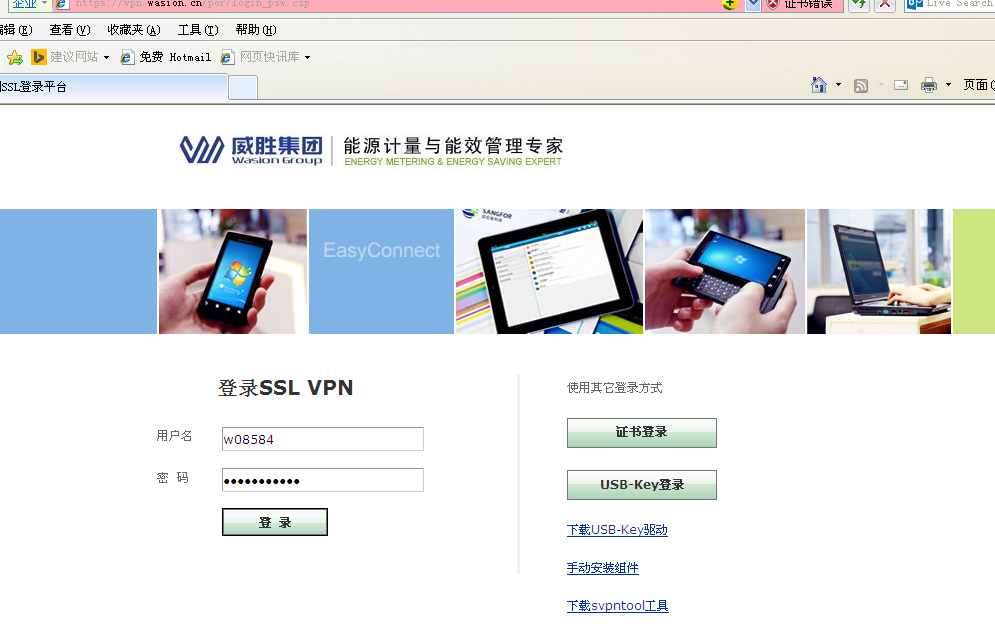 企业 https://vpn.wasion.cn/por/login_psw.csp 证书错误 Live Search
编辑(E) 查看(V) 收藏夹(A) 工具(T) 帮助(H)
建议网站 免费 Hotmail 网页快讯库
SSL登录平台 页面(
威胜集团 能源计量与能效管理专家
Wasion Group ENERGY METERING & ENERGY SAVING EXPERT
SANGFOR
EasyConnect
登录SSL VPN
用户名 w08584
密 码 ●●●●●●●●●●●
登 录
使用其它登录方式
证书登录
USB-Key登录
下载USB-Key驱动
手动安装组件
下载svpntool工具